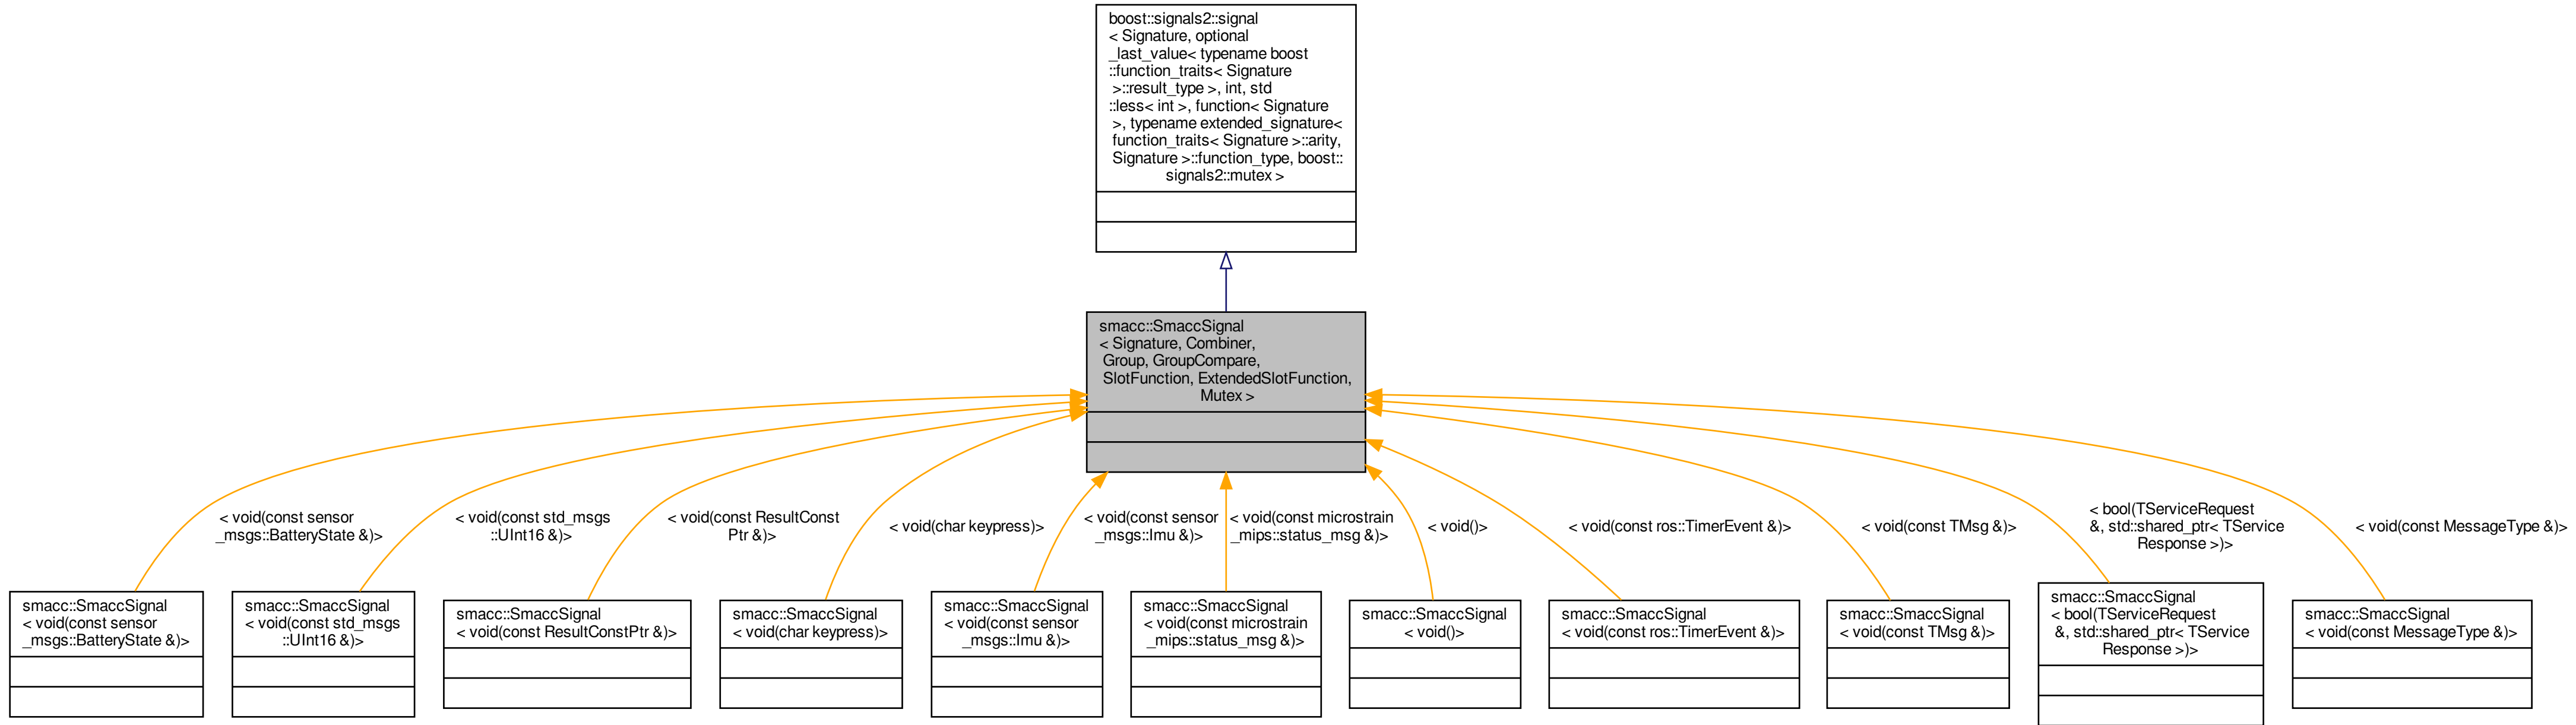 boost::signals2::signal
< Signature, optional
_last_value< typename boost
::function_traits< Signature
>::result_type >, int, std
::less< int >, function< Signature
>, typename extended_signature<
function_traits< Signature >::arity,
Signature >::function_type, boost::
signals2::mutex >
smacc::SmaccSignal
< Signature, Combiner,
Group, GroupCompare,
SlotFunction, ExtendedSlotFunction,
Mutex >
< void(const sensor
_msgs::BatteryState &)>
< void(const std_msgs
::UInt16 &)>
< void(const ResultConst
Ptr &)>
< void(char keypress)>
< void(const sensor
_msgs::Imu &)>
< void(const microstrain
_mips::status_msg &)>
< void()>
< void(const ros::TimerEvent &)>
< void(const TMsg &)>
< bool(TServiceRequest
&, std::shared_ptr< TService
Response >)>
< void(const MessageType &)>
smacc::SmaccSignal
< void(const sensor
_msgs::BatteryState &)>
smacc::SmaccSignal
< void(const std_msgs
::UInt16 &)>
smacc::SmaccSignal
< void(const ResultConstPtr &)>
smacc::SmaccSignal
< void(char keypress)>
smacc::SmaccSignal
< void(const sensor
_msgs::Imu &)>
smacc::SmaccSignal
< void(const microstrain
_mips::status_msg &)>
smacc::SmaccSignal
< void()>
smacc::SmaccSignal
< void(const ros::TimerEvent &)>
smacc::SmaccSignal
< void(const TMsg &)>
smacc::SmaccSignal
< bool(TServiceRequest
&, std::shared_ptr< TService
Response >)>
smacc::SmaccSignal
< void(const MessageType &)>